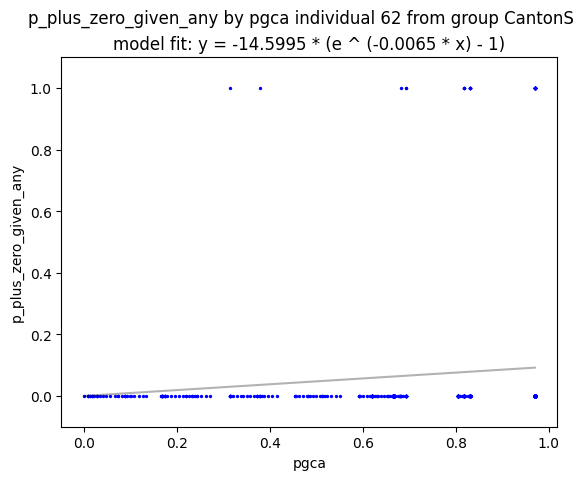 p_plus_zero_given_any by pgca individual 62 from group CantonS
model fit: y = -14.5995 * (e ^ (-0.0065 * x) - 1)
1.0
0.8
0.6
0.4
0.2
0.0
p_plus_zero_given_any
0.0 0.2 0.4 0.6 0.8 1.0
pgca